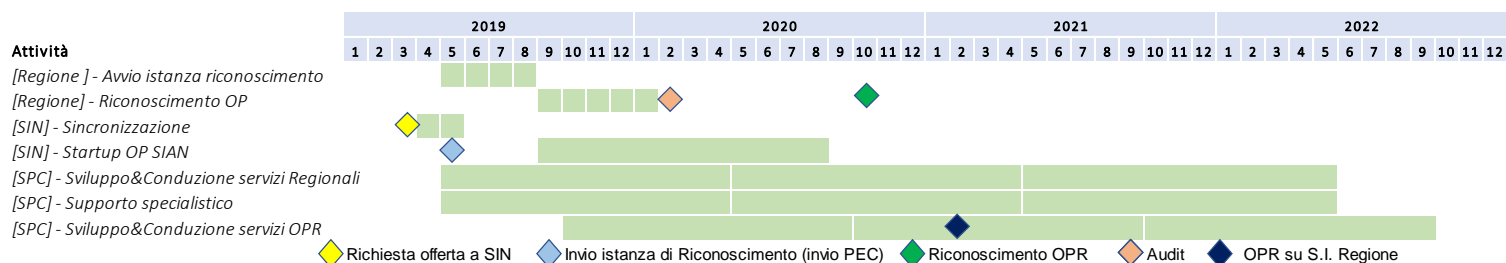 2019 2020 2021 2022
Attività 1 2 3 4 5 6 7 8 9 10 11 12 1 2 3 4 5 6 7 8 9 10 11 12 1 2 3 4 5 6 7 8 9 10 11 12 1 2 3 4 5 6 7 8 9 10 11 12
[Regione ] - Avvio istanza riconoscimento
[Regione] - Riconoscimento OP
[SIN] - Sincronizzazione
[SIN] - Startup OP SIAN
[SPC] - Sviluppo&Conduzione servizi Regionali
[SPC] - Supporto specialistico
[SPC] - Sviluppo&Conduzione servizi OPR
Richiesta offerta a SIN Invio istanza di Riconoscimento (invio PEC) Riconoscimento OPR Audit OPR su S.I. Regione